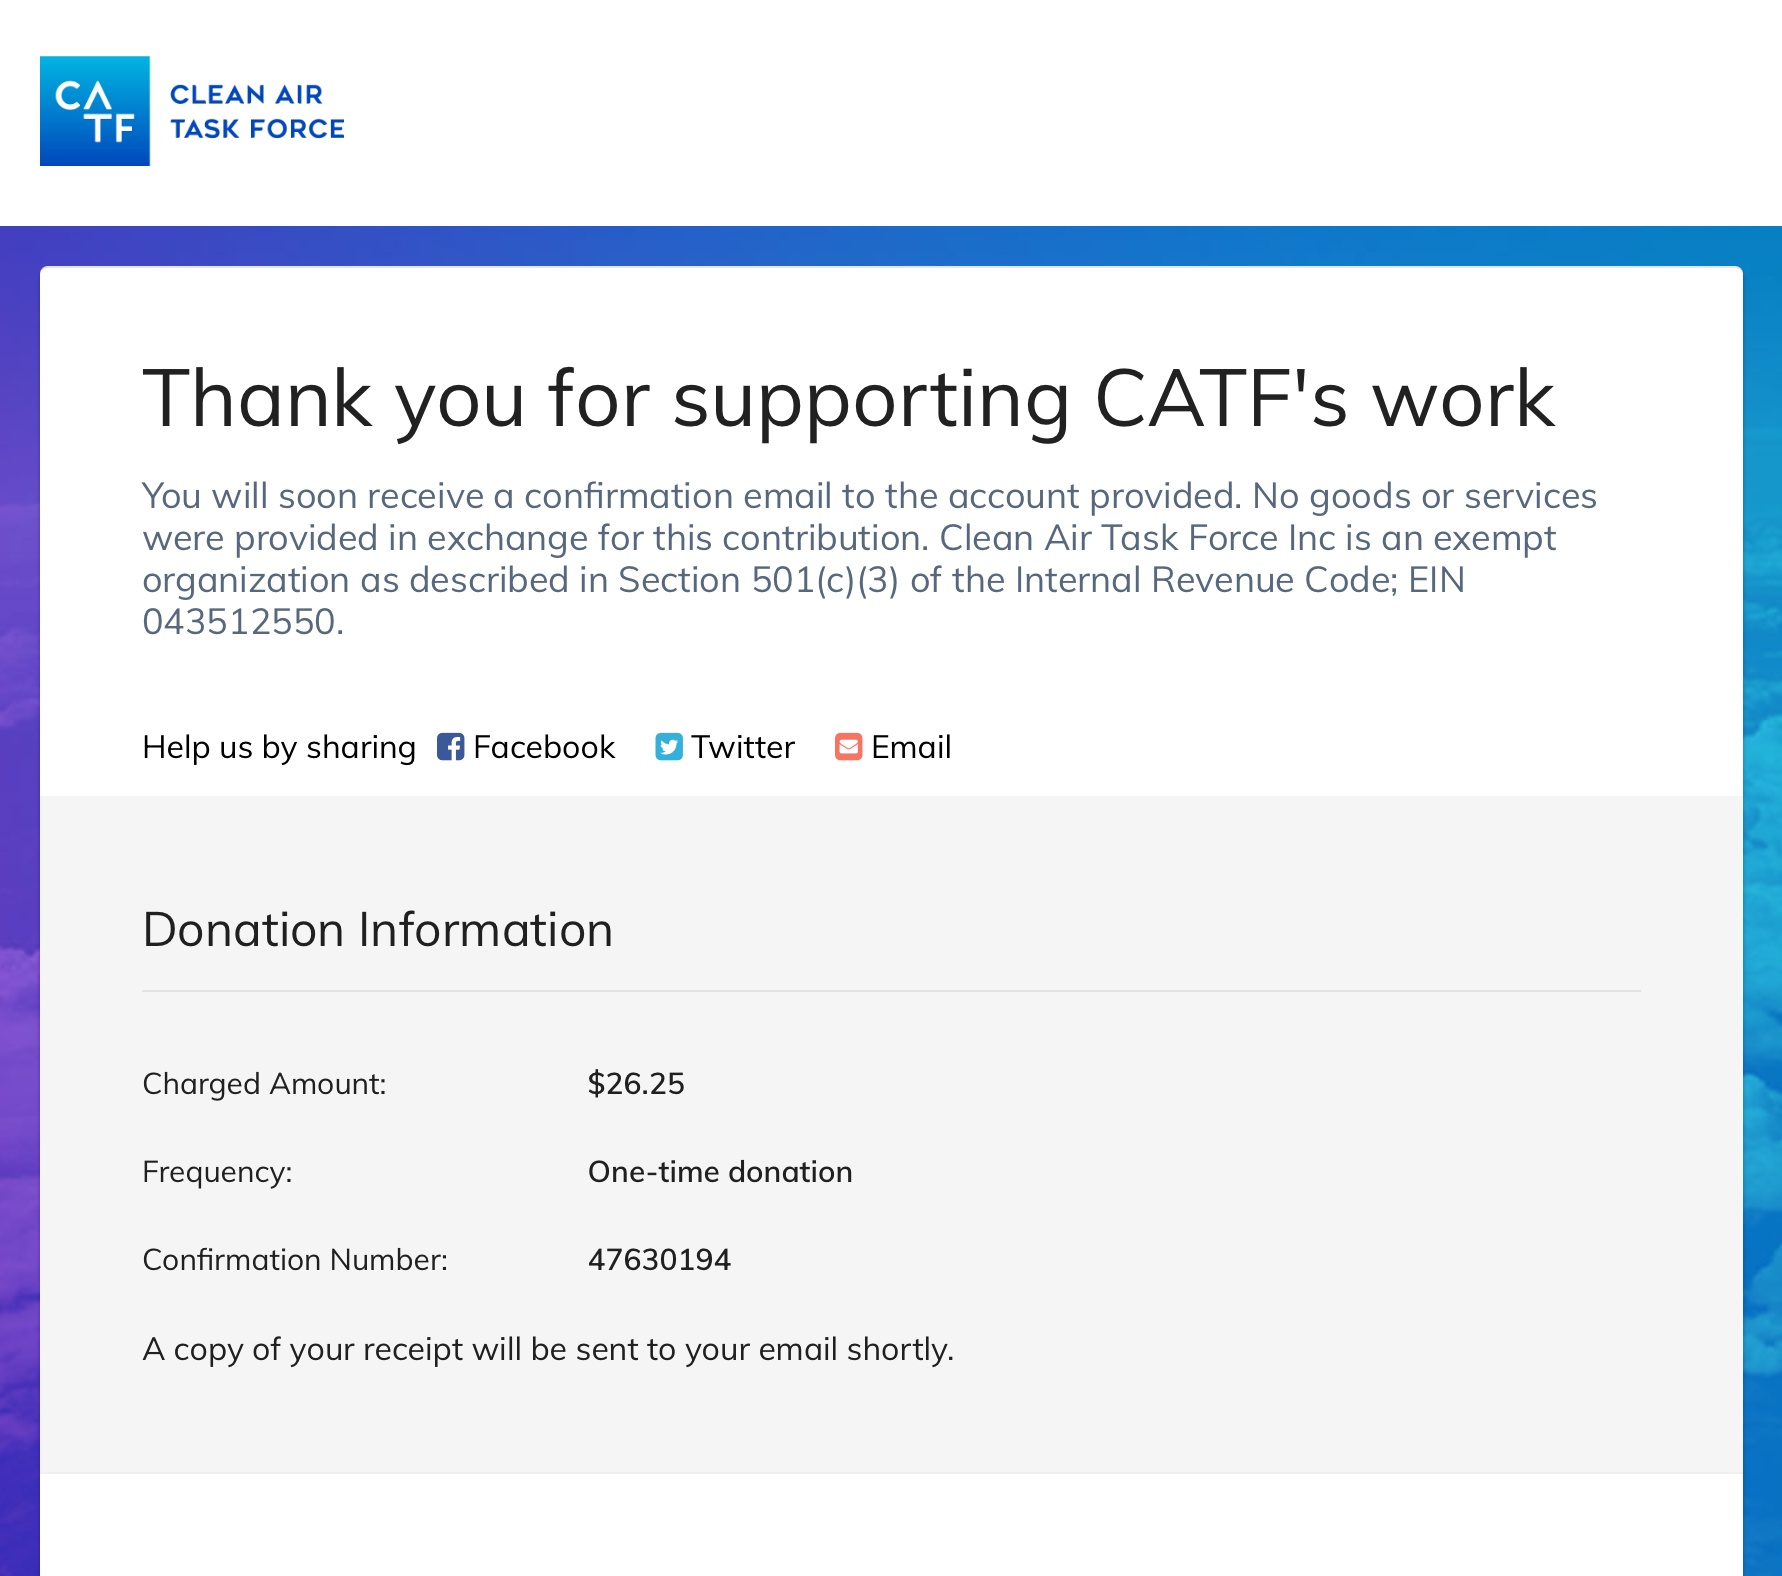 CA
TF
CLEAN AIR
TASK FORCE
Thank you for supporting CATF's work
You will soon receive a confirmation email to the account provided. No goods or services
were provided in exchange for this contribution. Clean Air Task Force Inc is an exempt
organization as described in Section 501(c)(3) of the Internal Revenue Code; EIN
043512550.
Help us by sharing Facebook Twitter Email
Donation Information
Charged Amount: $26.25
Frequency: One-time donation
Confirmation Number: 47630194
A copy of your receipt will be sent to your email shortly.